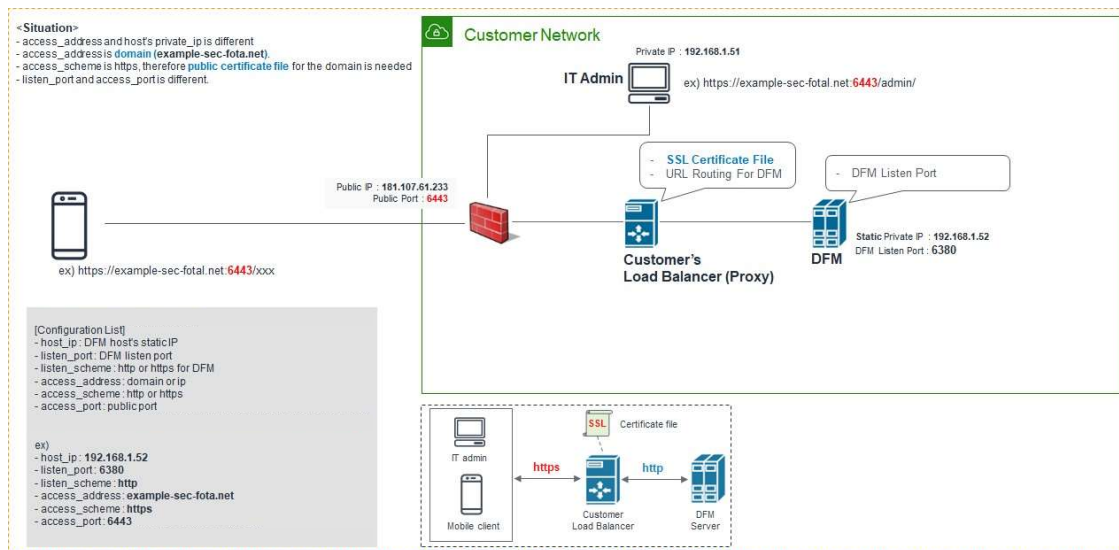 <Situation>
- access_address and host's private_ip is different
- access_address is domain (example-sec-fota.net).
- access_scheme is https, therefore public certificate file for the domain is needed
- listen_port and access_port is different.
Customer Network
Private IP : 192.168.1.51
IT Admin
ex) https://example-sec-fotal.net:6443/admin/
- SSL Certificate File
- URL Routing For DFM
- DFM Listen Port
Public IP : 181.107.61.233
Public Port : 6443
ex) https://example-sec-fotal.net:6443/xxx
Customer's
Load Balancer (Proxy)
DFM
Static Private IP : 192.168.1.52
DFM Listen Port : 6380
[Configuration List]
- host_ip : DFM host's static IP
- listen_port : DFM listen port
- listen_scheme : http or https for DFM
- access_address : domain or ip
- access_scheme : http or https
- access_port : public port
ex)
- host_ip : 192.168.1.52
- listen_port : 6380
- listen_scheme : http
- access_address : example-sec-fota.net
- access_scheme : https
- access_port : 6443
SSL
Certificate file
IT admin
https
http
Mobile client
Customer
Load Balancer
DFM
Server